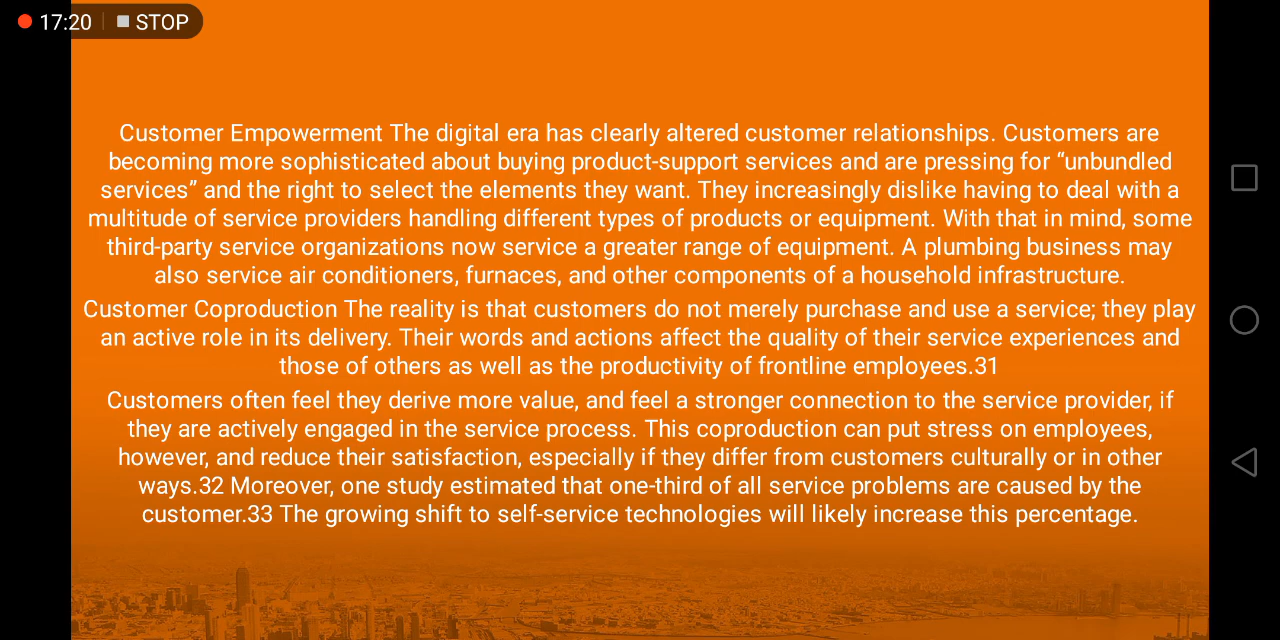 17:20 STOP
Customer Empowerment The digital era has clearly altered customer relationships. Customers are
becoming more sophisticated about buying product-support services and are pressing for “unbundled
services” and the right to select the elements they want. They increasingly dislike having to deal with a
multitude of service providers handling different types of products or equipment. With that in mind, some
third-party service organizations now service a greater range of equipment. A plumbing business may
also service air conditioners, furnaces, and other components of a household infrastructure.
Customer Coproduction The reality is that customers do not merely purchase and use a service; they play
an active role in its delivery. Their words and actions affect the quality of their service experiences and
those of others as well as the productivity of frontline employees.31
Customers often feel they derive more value, and feel a stronger connection to the service provider, if
they are actively engaged in the service process. This coproduction can put stress on employees,
however, and reduce their satisfaction, especially if they differ from customers culturally or in other
ways.32 Moreover, one study estimated that one-third of all service problems are caused by the
customer.33 The growing shift to self-service technologies will likely increase this percentage.